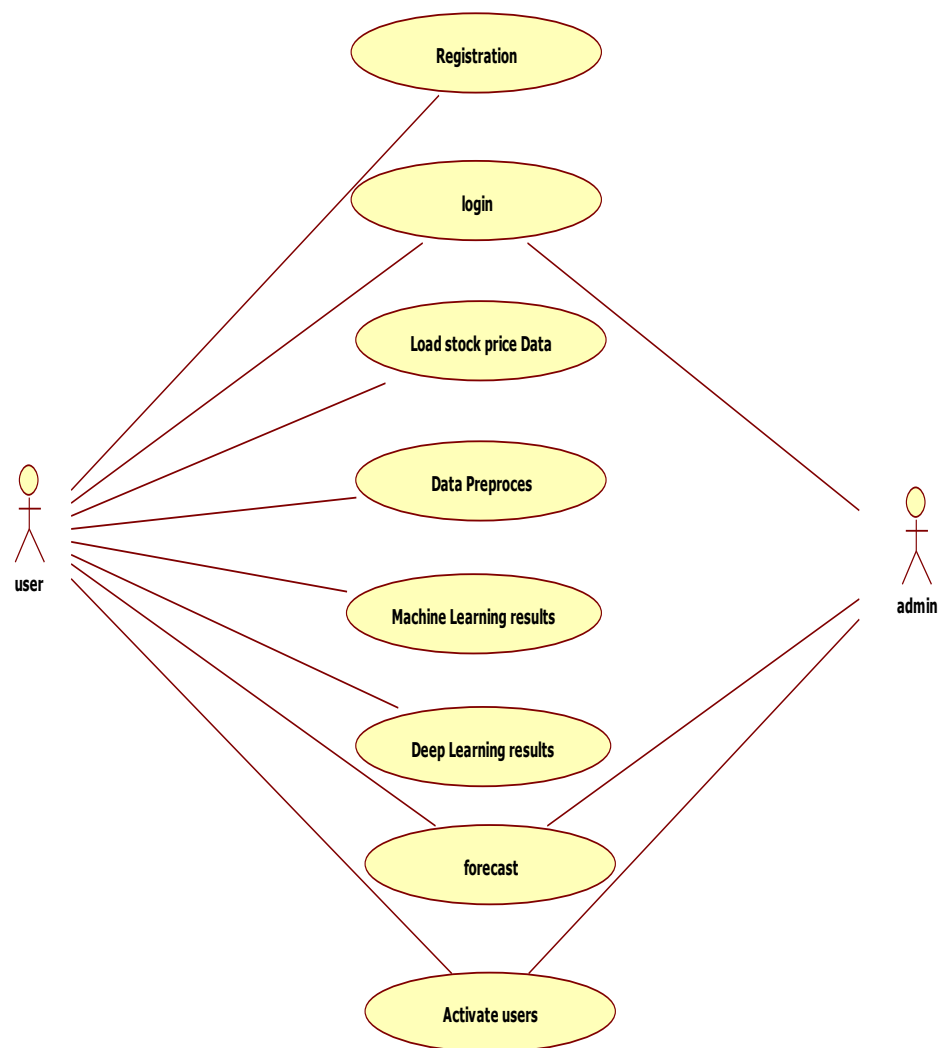 Registration
login
Load stock price Data
Data Preproces
user
admin
Machine Learning results
Deep Learning results
forecast
Activate users